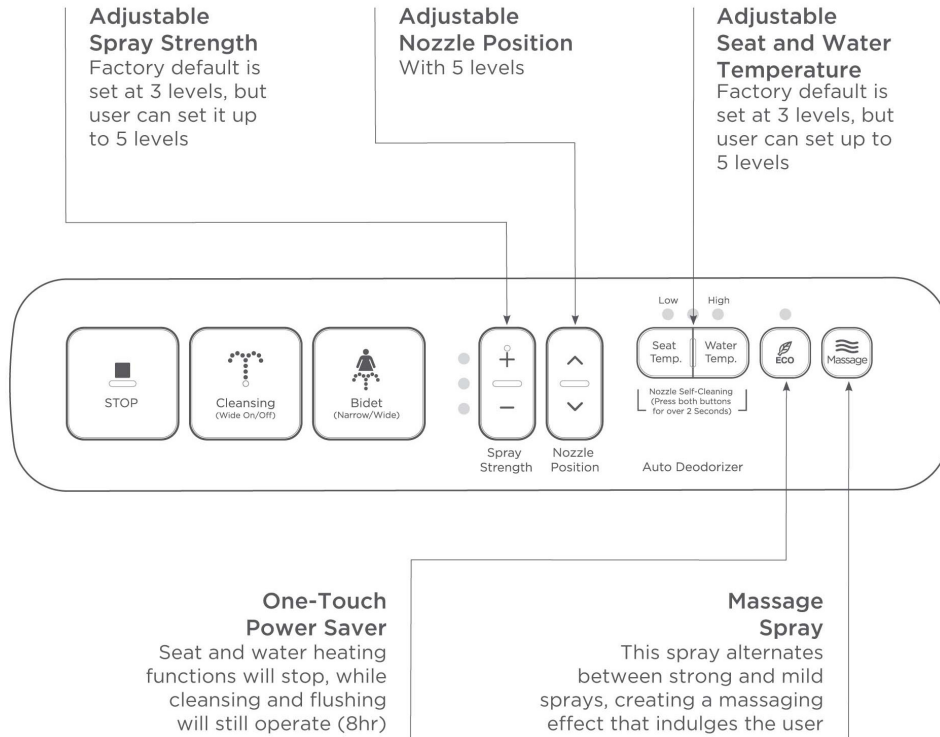 Adjustable
Spray Strength
Factory default is
set at 3 levels, but
user can set it up
to 5 levels
Adjustable
Nozzle Position
With 5 levels
Adjustable
Seat and Water
Temperature
Factory default is
set at 3 levels, but
user can set up to
5 levels
STOP
Cleansing
(Wide On/Off)
Bidet
(Narrow/Wide)
+
−
Spray
Strength
Nozzle
Position
Low High
Seat
Temp.
Water
Temp.
Nozzle Self-Cleaning
(Press both buttons
for over 2 Seconds)
Auto Deodorizer
ECO
Massage
One-Touch
Power Saver
Seat and water heating
functions will stop, while
cleansing and flushing
will still operate (8hr)
Massage
Spray
This spray alternates
between strong and mild
sprays, creating a massaging
effect that indulges the user